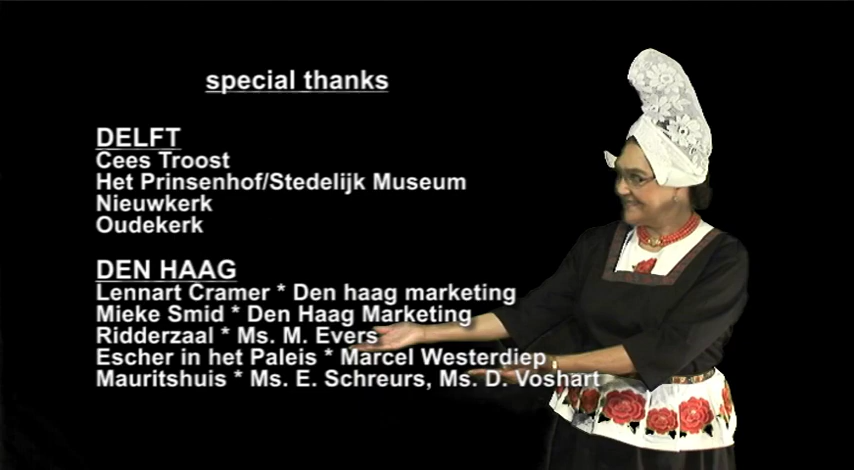 special thanks
DELFT
Cees Troost
Het Prinsenhof/Stedelijk Museum
Nieuwkerk
Oudekerk
DEN HAAG
Lennart Cramer * Den haag marketing
Mieke Smid * Den Haag Marketing
Ridderzaal * Ms. M. Evers
Escher in het Paleis * Marcel Westerdiep
Mauritshuis * Ms. E. Schreurs, Ms. D. Voshart